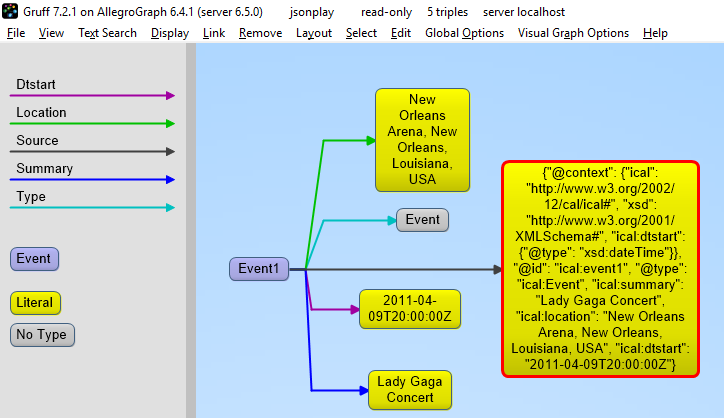 Gruff 7.2.1 on AllegroGraph 6.4.1 (server 6.5.0) jsonplay read-only 5 triples server localhost
File View Text Search Display Link Remove Layout Select Edit Global Options Visual Graph Options Help
Dtstart
Location
Source
Summary
Type
Event
Literal
No Type
Event1
New
Orleans
Arena, New
Orleans,
Louisiana,
USA
Event
2011-04-
09T20:00:00Z
Lady Gaga
Concert
{"@context": {"ical":
"http://www.w3.org/2002/
12/cal/ical#", "xsd":
"http://www.w3.org/2001/
XMLSchema#", "ical:dtstart":
{"@type": "xsd:dateTime"}},
"@id": "ical:event1", "@type":
"ical:Event", "ical:summary":
"Lady Gaga Concert",
"ical:location": "New Orleans
Arena, New Orleans,
Louisiana, USA", "ical:dtstart":
"2011-04-09T20:00:00Z"}